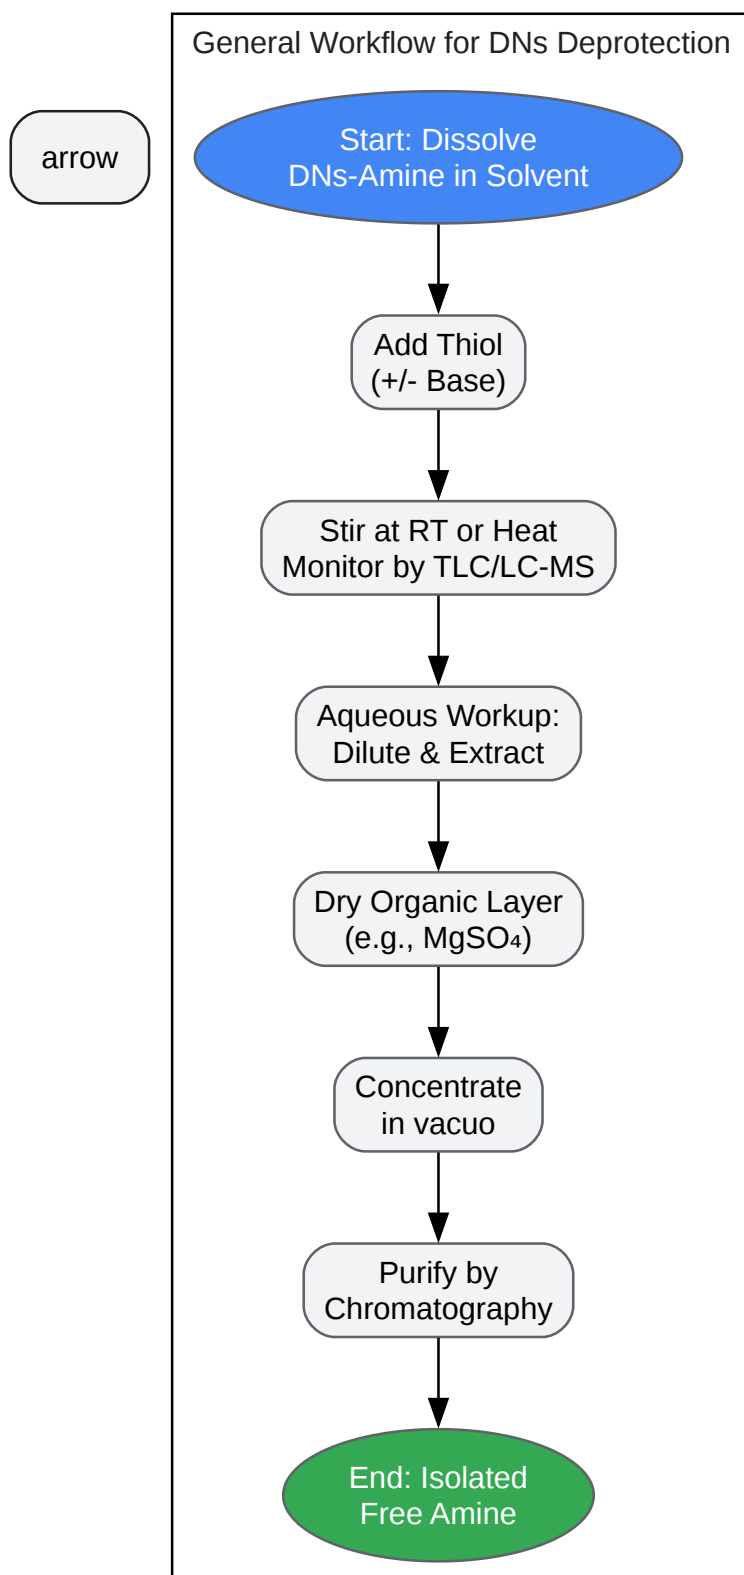 General Workflow for DNs Deprotection
arrow
Start: Dissolve
DNs-Amine in Solvent
Add Thiol
(+/- Base)
Stir at RT or Heat
Monitor by TLC/LC-MS
Aqueous Workup:
Dilute & Extract
Dry Organic Layer
(e.g., MgSO₄)
Concentrate
in vacuo
Purify by
Chromatography
End: Isolated
Free Amine